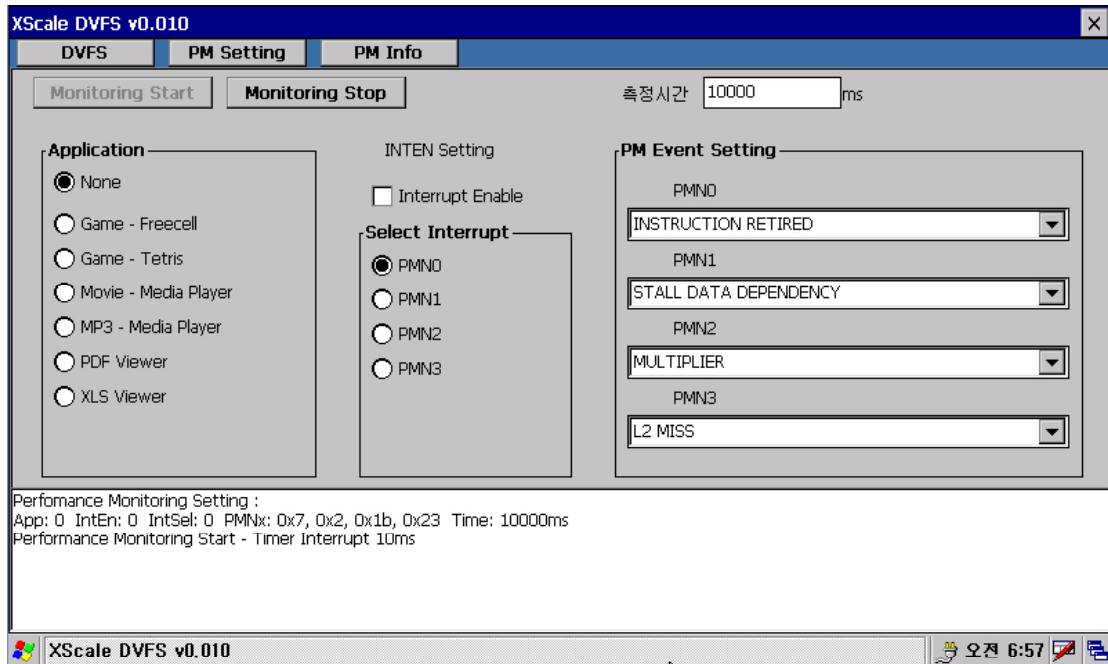 XScale DVFS v0.010
DVFS PM Setting PM Info
Monitoring Start Monitoring Stop 측정시간 10000 ms
Application
None
Game - Freecell
Game - Tetris
Movie - Media Player
MP3 - Media Player
PDF Viewer
XLS Viewer
INTEN Setting
Interrupt Enable
Select Interrupt
PMN0
PMN1
PMN2
PMN3
PM Event Setting
PMN0
INSTRUCTION RETIRED
PMN1
STALL DATA DEPENDENCY
PMN2
MULTIPLIER
PMN3
L2 MISS
Perfomance Monitoring Setting :
App: 0 IntEn: 0 IntSel: 0 PMNx: 0x7, 0x2, 0x1b, 0x23 Time: 10000ms
Performance Monitoring Start - Timer Interrupt 10ms
XScale DVFS v0.010 오전 6:57